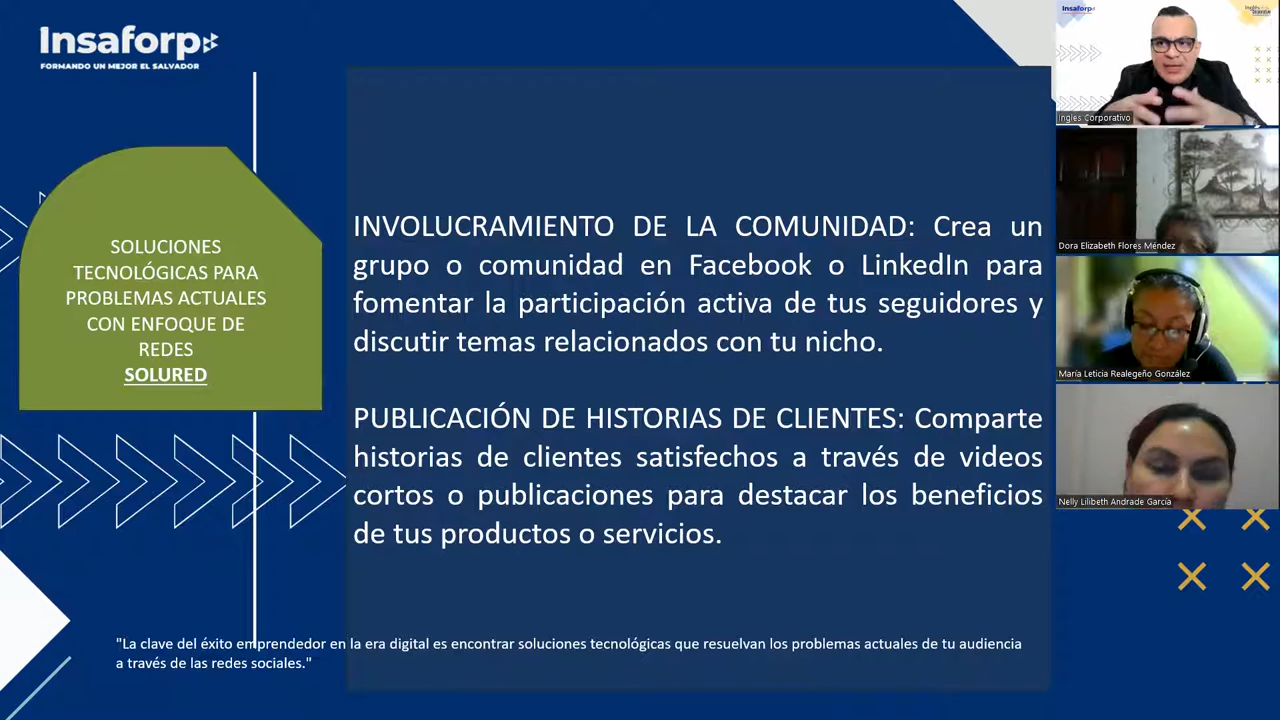 Insaforp
FORMANDO UN MEJOR EL SALVADOR
SOLUCIONES
TECNOLÓGICAS PARA
PROBLEMAS ACTUALES
CON ENFOQUE DE
REDES
SOLURED
INVOLUCRAMIENTO DE LA COMUNIDAD: Crea un
grupo o comunidad en Facebook o LinkedIn para
fomentar la participación activa de tus seguidores y
discutir temas relacionados con tu nicho.
PUBLICACIÓN DE HISTORIAS DE CLIENTES: Comparte
historias de clientes satisfechos a través de videos
cortos o publicaciones para destacar los beneficios
de tus productos o servicios.
"La clave del éxito emprendedor en la era digital es encontrar soluciones tecnológicas que resuelvan los problemas actuales de tu audiencia
a través de las redes sociales."
Insaforp
Ingles Corporativo
Dora Elizabeth Flores Méndez
María Leticia Realegeño González
Nelly Lilibeth Andrade García